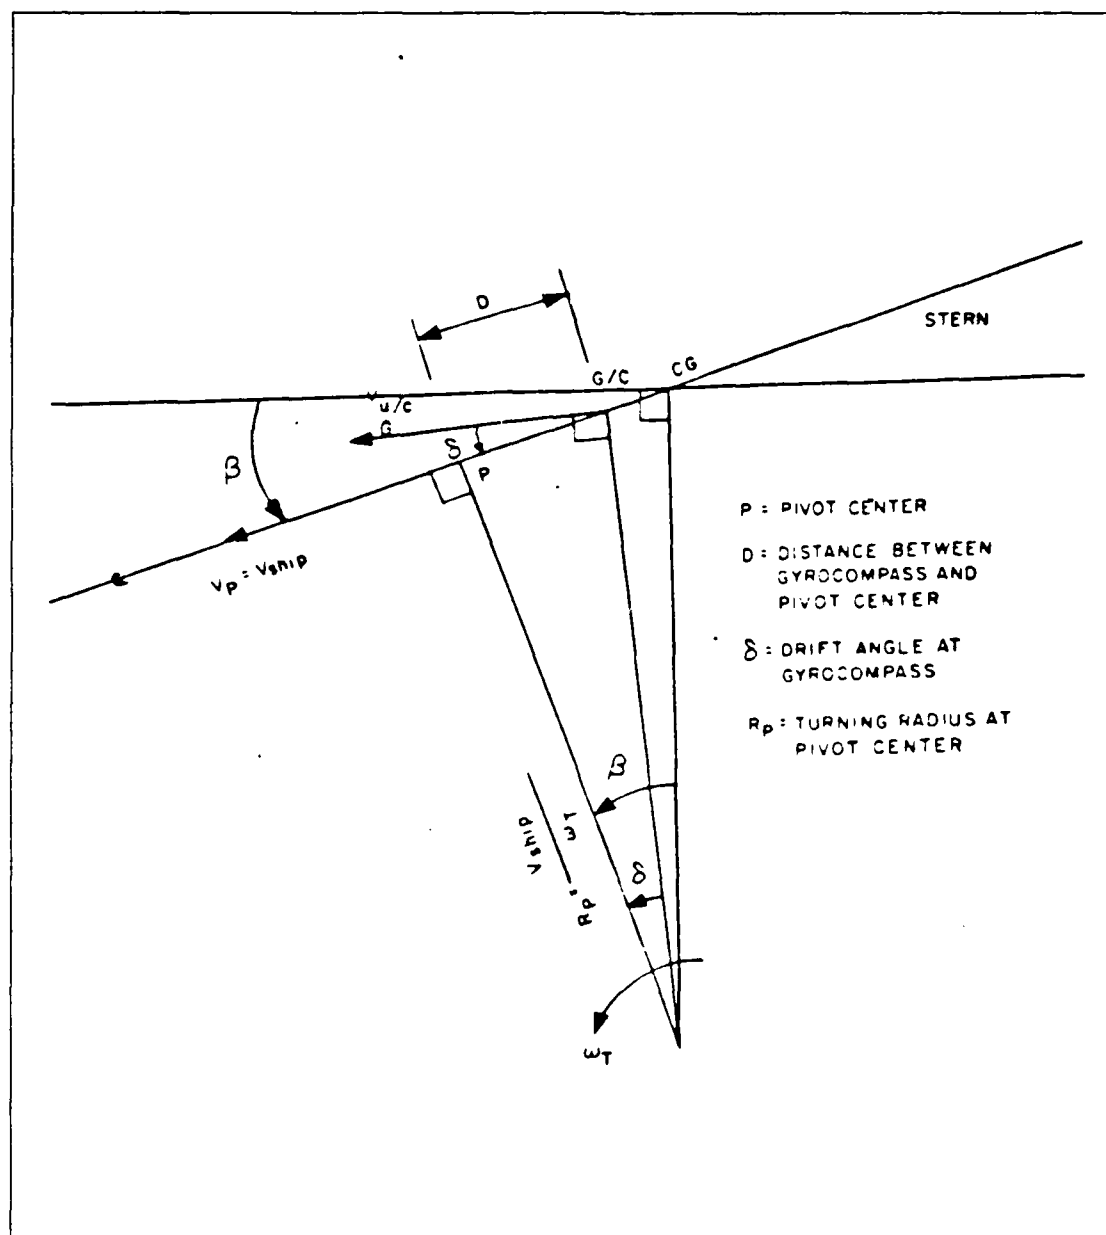 D
STERN
G/C
CG
V
u/c
G
δ
P
β
Vp = Vship
P = PIVOT CENTER
D = DISTANCE BETWEEN
GYROCOMPASS AND
PIVOT CENTER
δ = DRIFT ANGLE AT
GYROCOMPASS
Rp = TURNING RADIUS AT
PIVOT CENTER
β
Rp = Vship / ωT
δ
ωT